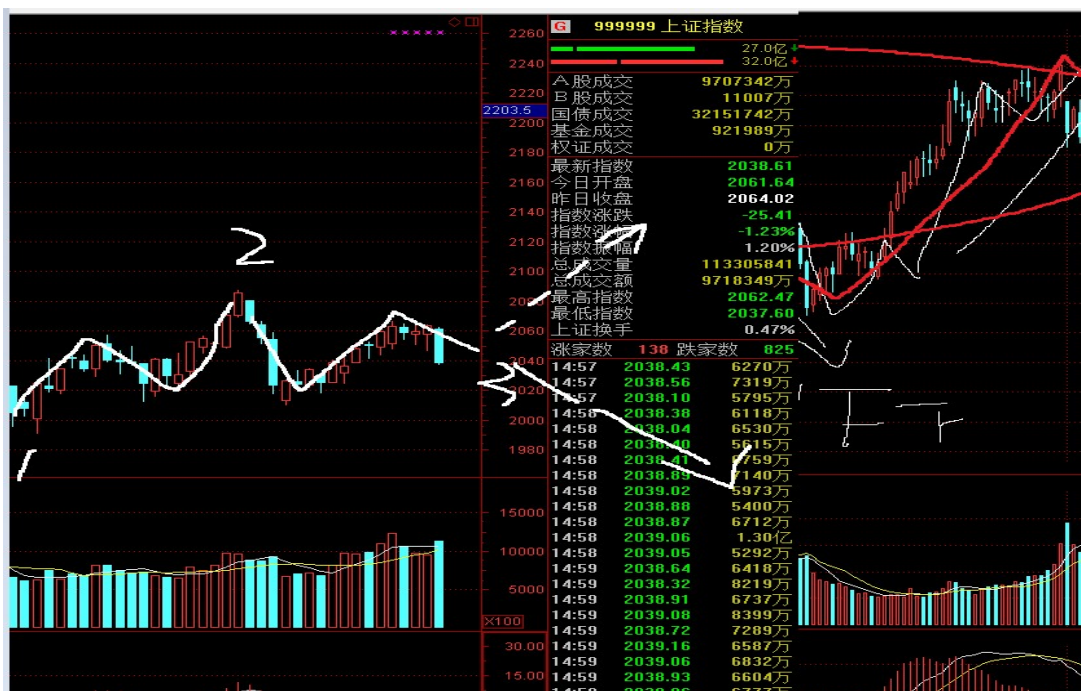 2
1
3
正下
2260
2240
2220
2203.5
2200
2180
2160
2140
2120
2100
2060
2060
2040
2020
2000
1980
15000
10000
5000
X100
30.00
15.00
G 999999 上证指数
27.0亿
32.0亿
A股成交 9707342万
B股成交 11007万
国债成交 32151742万
基金成交 921989万
权证成交 0万
最新指数 2038.61
今日开盘 2061.64
昨日收盘 2064.02
指数涨跌 -25.41
指数涨幅 -1.23%
指数振幅 1.20%
总成交量 113305841
总成交额 9718349万
最高指数 2062.47
最低指数 2037.60
上证换手 0.47%
涨家数 138 跌家数 825
14:57 2038.43 6270万
14:57 2038.56 7319万
14:57 2038.10 5795万
14:58 2038.38 6118万
14:58 2038.04 6530万
14:58 2038.40 5615万
14:58 2038.41 6759万
14:58 2038.89 7140万
14:58 2039.02 5973万
14:58 2038.88 5400万
14:58 2038.87 6712万
14:58 2039.06 1.30亿
14:58 2039.05 5292万
14:59 2038.64 6418万
14:59 2038.32 8219万
14:59 2038.91 6737万
14:59 2039.08 8399万
14:59 2038.72 7289万
14:59 2039.16 6587万
14:59 2039.06 6832万
14:59 2038.93 6604万